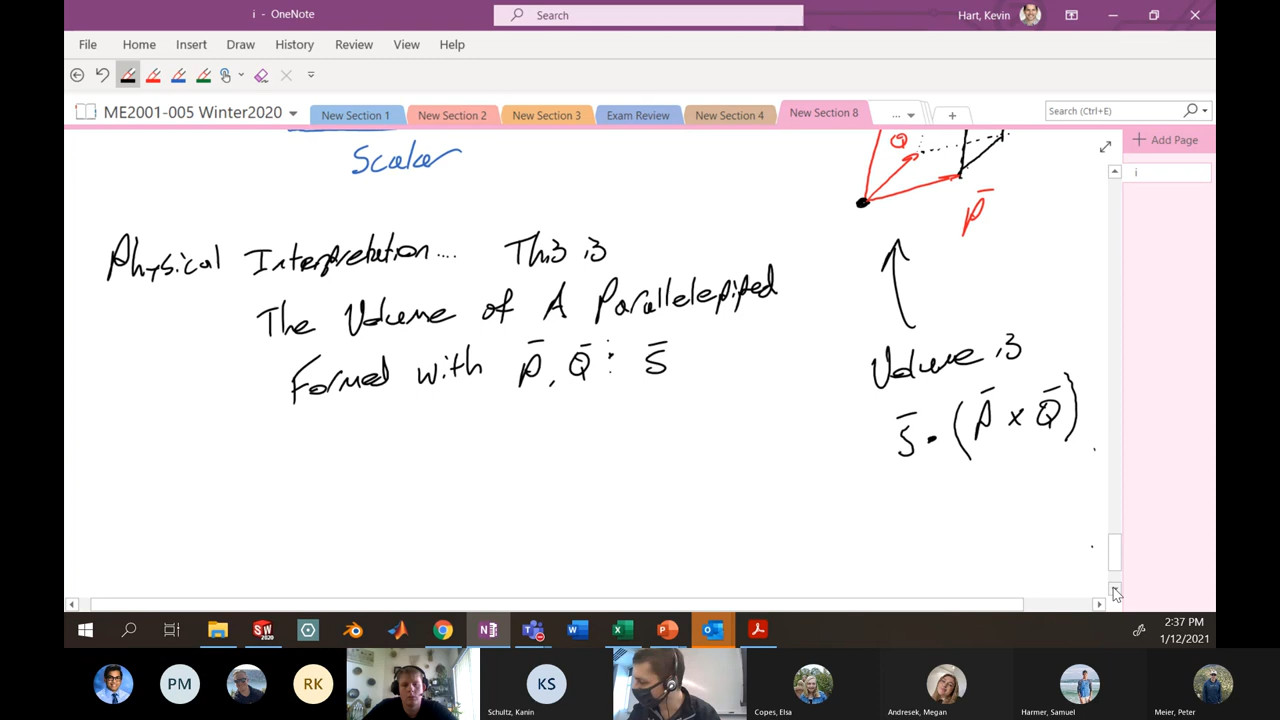 i - OneNote
Search
Hart, Kevin
File Home Insert Draw History Review View Help
ME2001-005 Winter2020
New Section 1
New Section 2
New Section 3
Exam Review
New Section 4
New Section 8
...
Search (Ctrl+E)
Add Page
i
Scalar
Q
P̄
Physical Interpretation.... This is
The Volume of A Parallelepiped
Formed with P̄, Q̄ : S̄
Volume is
S̄ • (P̄ x Q̄)
2:37 PM
1/12/2021
SW
2020
PM
RK
KS
Schultz, Kanin
Copes, Elsa
Andresek, Megan
Harmer, Samuel
Meier, Peter